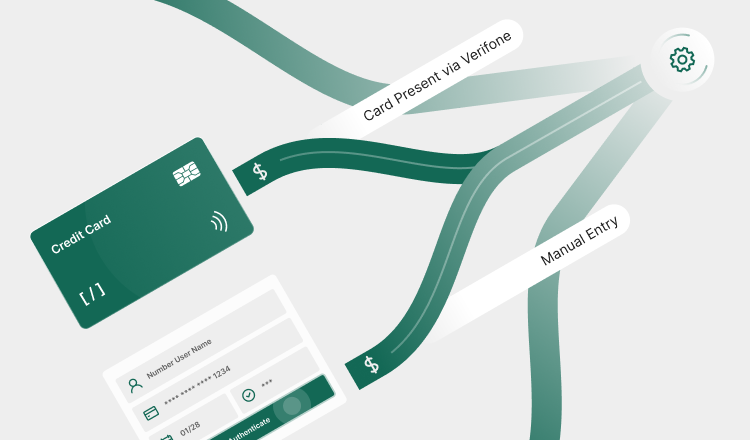 Card Present via Verifone
$
Credit Card
[/]
Manual Entry
$
Number User Name
**** **** **** 1234
01/28
***
Authenticate